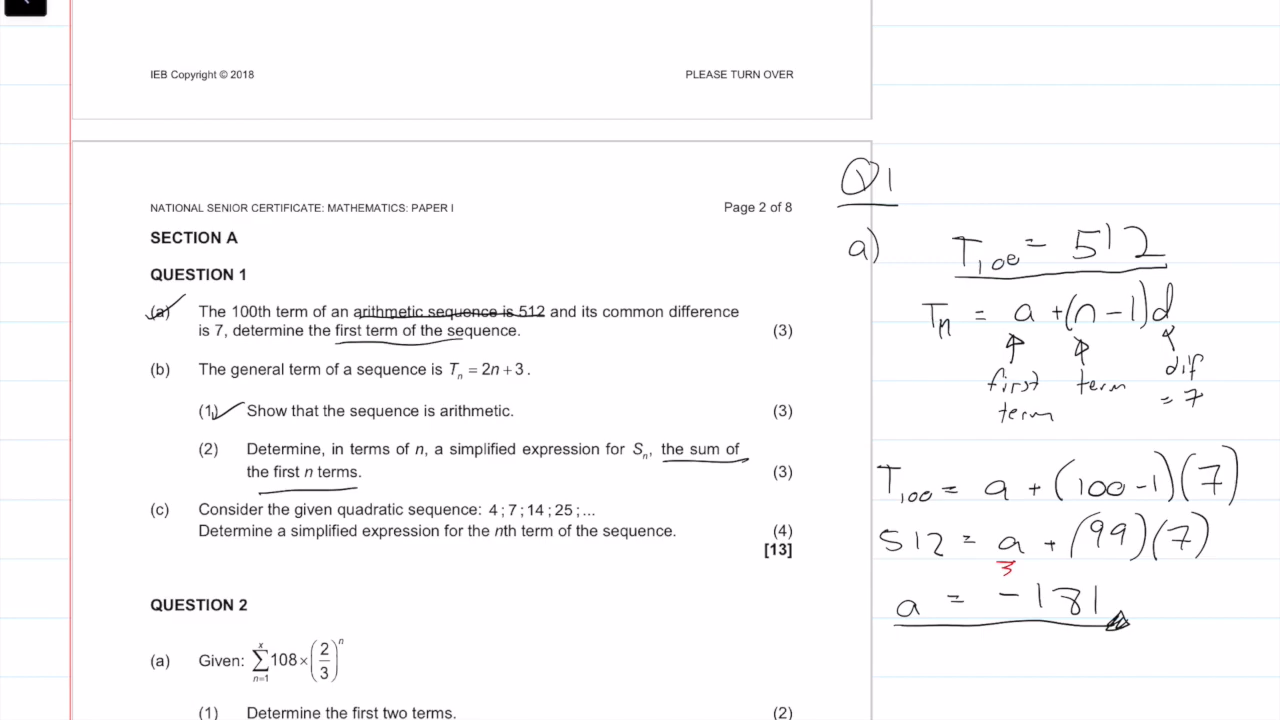 IEB Copyright © 2018 PLEASE TURN OVER
NATIONAL SENIOR CERTIFICATE: MATHEMATICS: PAPER I Page 2 of 8
SECTION A
QUESTION 1
(a) The 100th term of an arithmetic sequence is 512 and its common difference
is 7, determine the first term of the sequence. (3)
(b) The general term of a sequence is Tₙ = 2n + 3.
(1) Show that the sequence is arithmetic. (3)
(2) Determine, in terms of n, a simplified expression for Sₙ, the sum of
the first n terms. (3)
(c) Consider the given quadratic sequence: 4 ; 7 ; 14 ; 25 ; ...
Determine a simplified expression for the nth term of the sequence. (4)
[13]
QUESTION 2
(a) Given: ∑ₙ₌₁ˣ 108 × (2/3)ⁿ
(1) Determine the first two terms. (2)
Q1
a) T₁₀₀ = 512
Tₙ = a + (n − 1)d
first term dif
term = 7
T₁₀₀ = a + (100 − 1)(7)
512 = a + (99)(7)
3
a = − 181